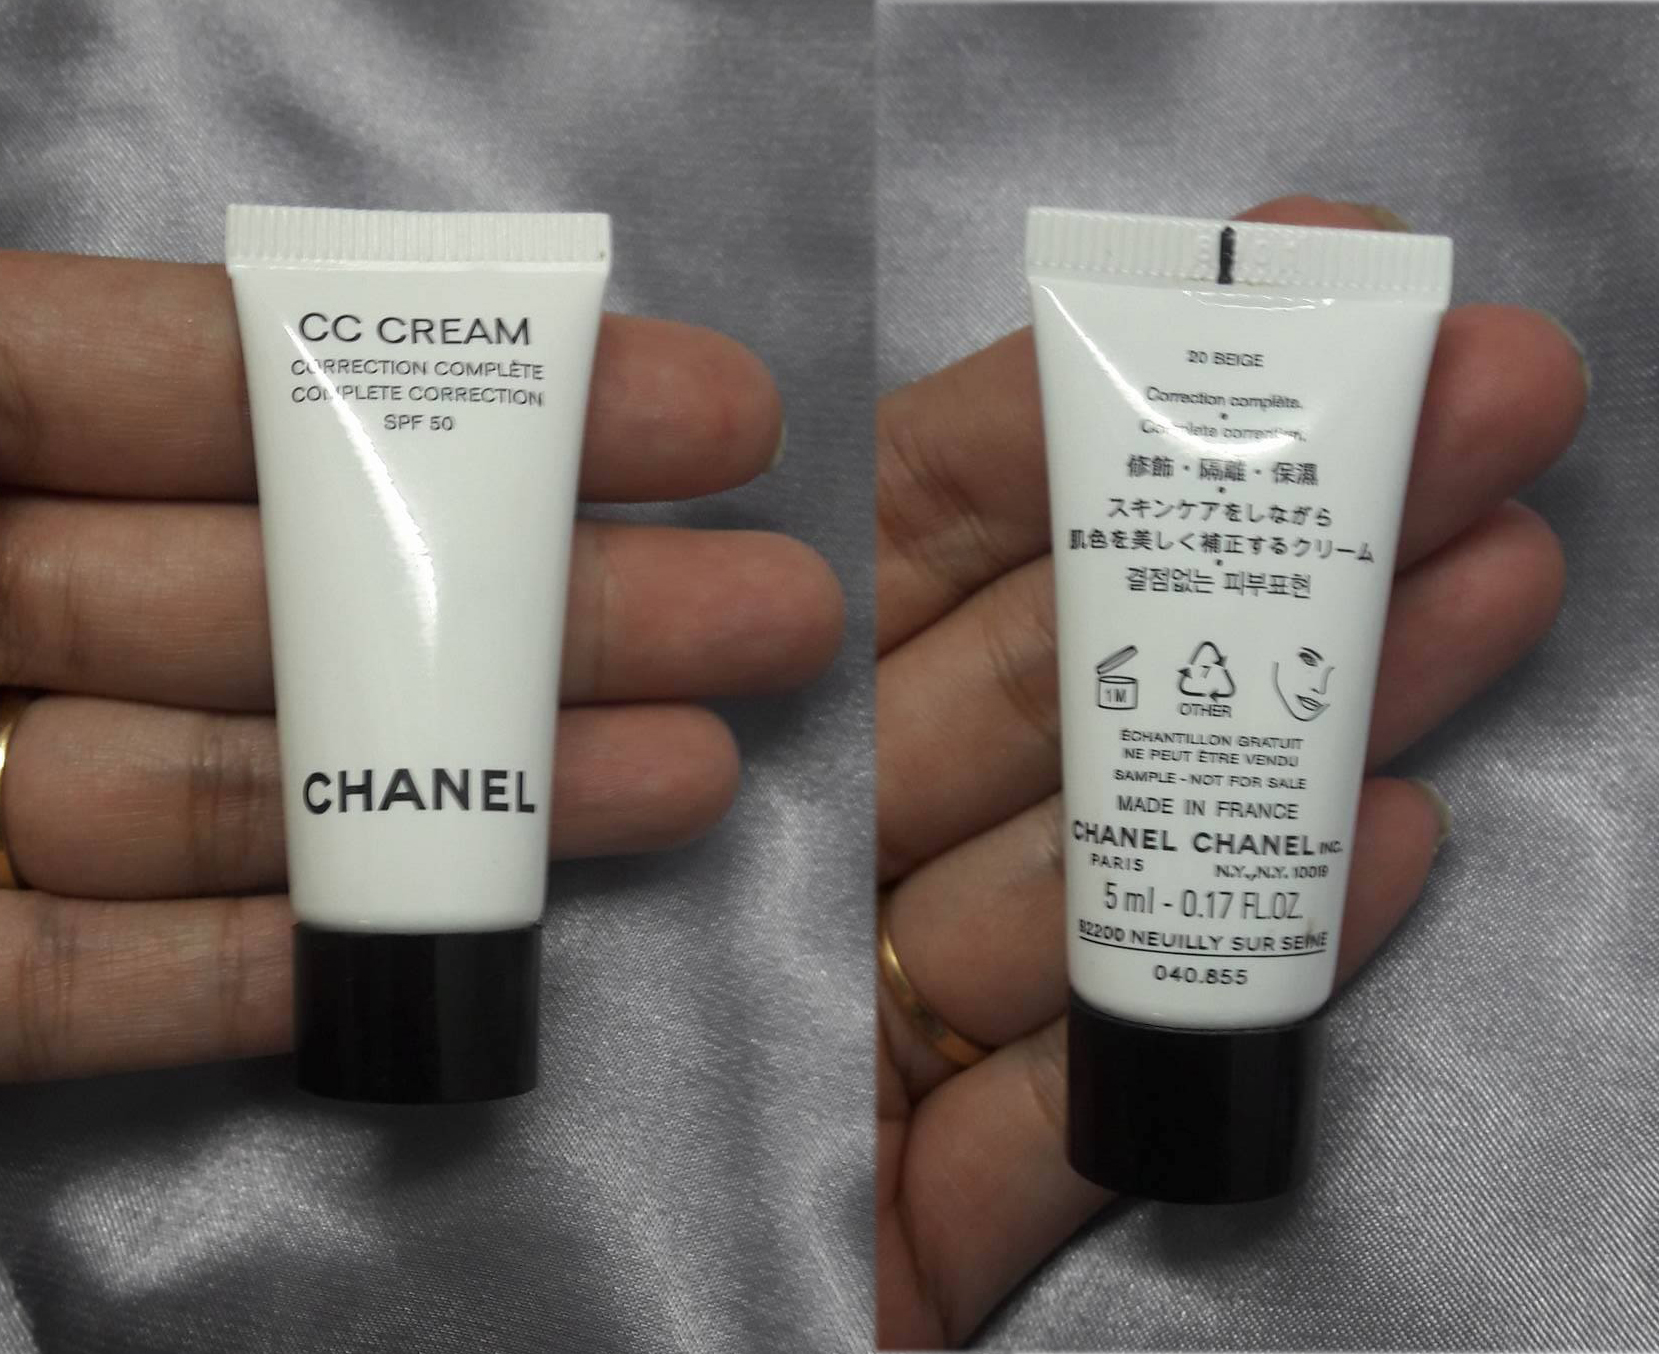 CC CREAM
CORRECTION COMPLÈTE
COMPLETE CORRECTION
SPF 50
CHANEL
20 BEIGE
Correction complète.
Complete correction.
修飾・隔離・保濕
スキンケアをしながら
肌色を美しく補正するクリーム
결점없는 피부표현
1M
7
OTHER
ÉCHANTILLON GRATUIT
NE PEUT ÊTRE VENDU
SAMPLE - NOT FOR SALE
MADE IN FRANCE
CHANEL CHANEL INC.
PARIS N.Y., N.Y. 10019
5 ml - 0.17 FL.OZ.
92200 NEUILLY SUR SEINE
040.855